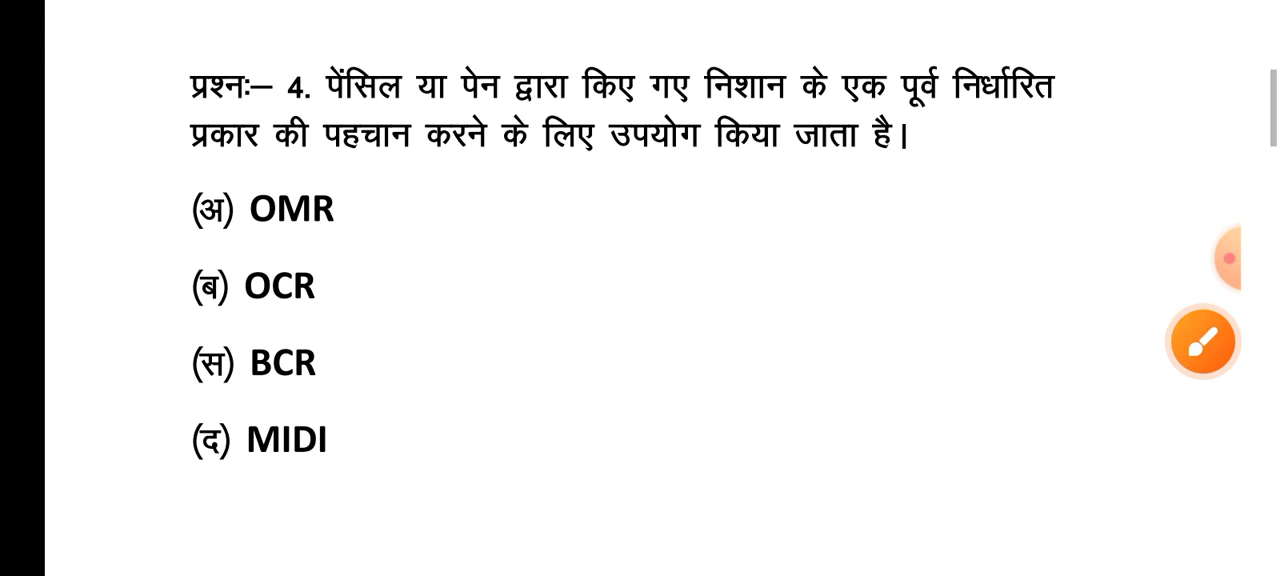 प्रश्नः– 4. पेंसिल या पेन द्वारा किए गए निशान के एक पूर्व निर्धारित
प्रकार की पहचान करने के लिए उपयोग किया जाता है।
(अ) OMR
(ब) OCR
(स) BCR
(द) MIDI